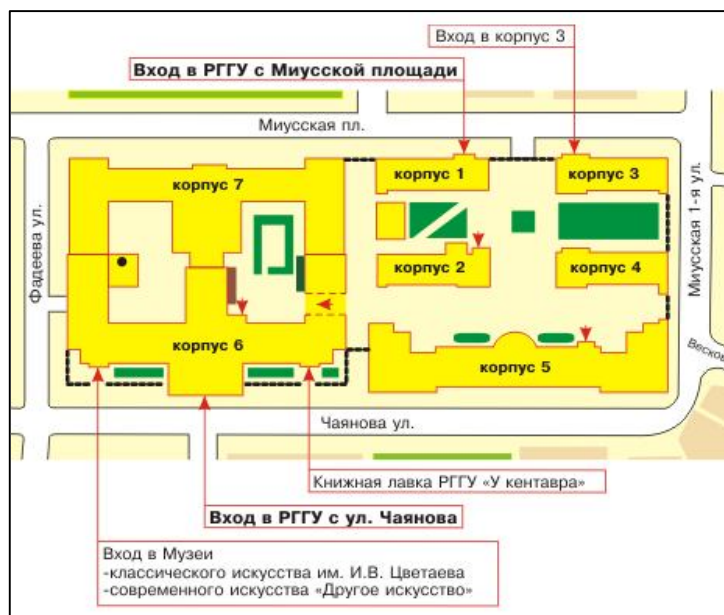 Вход в корпус 3
Вход в РГГУ с Миусской площади
Миусская пл.
корпус 7
корпус 1
корпус 3
Фадеева ул.
Миусская 1-я ул.
корпус 2
корпус 4
корпус 6
корпус 5
Веско
Чаянова ул.
Книжная лавка РГГУ «У кентавра»
Вход в РГГУ с ул. Чаянова
Вход в Музеи
-классического искусства им. И.В. Цветаева
-современного искусства «Другое искусство»